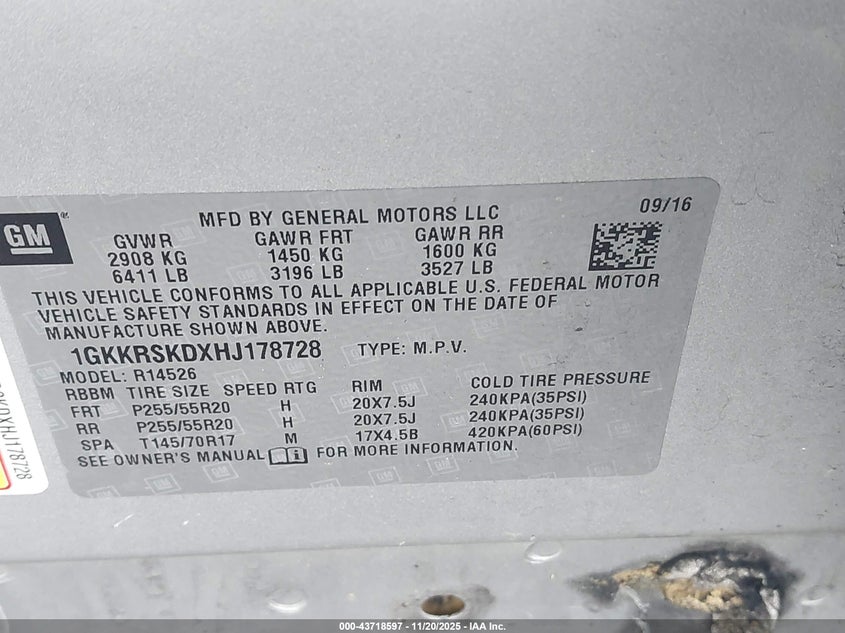 GM
MFD BY GENERAL MOTORS LLC 09/16
GVWR GAWR FRT GAWR RR
2908 KG 1450 KG 1600 KG
6411 LB 3196 LB 3527 LB
THIS VEHICLE CONFORMS TO ALL APPLICABLE U.S. FEDERAL MOTOR
VEHICLE SAFETY STANDARDS IN EFFECT ON THE DATE OF
MANUFACTURE SHOWN ABOVE.
1GKKRSKDXHJ178728 TYPE: M.P.V.
MODEL: R14526
RBBM TIRE SIZE SPEED RTG RIM COLD TIRE PRESSURE
FRT P255/55R20 H 20X7.5J 240KPA(35PSI)
RR P255/55R20 H 20X7.5J 240KPA(35PSI)
SPA T145/70R17 M 17X4.5B 420KPA(60PSI)
SEE OWNER'S MANUAL FOR MORE INFORMATION.
KDXHJ178728
000-43718597 - 11/20/2025 - IAA Inc.